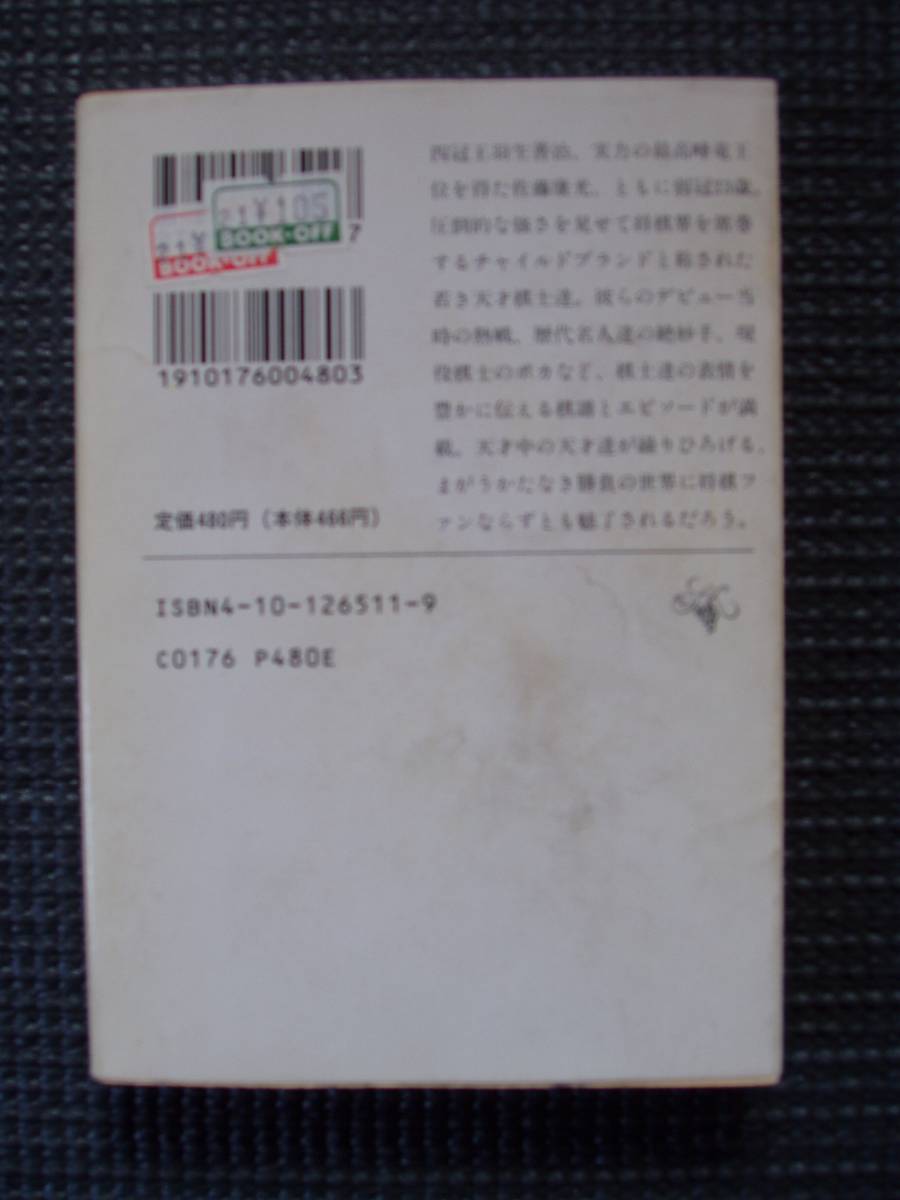 21¥105
BOOK·OFF
7
21¥
BOOK·OFF
1910176004803
四冠王羽生善治、実力の最高峰竜王
位を得た佐藤康光、ともに弱冠23歳。
圧倒的な強さを見せて将棋界を席巻
するチャイルドブランドと称された
若き天才棋士達。彼らのデビュー当
時の熱戦、歴代名人達の絶妙手、現
役棋士のポカなど、棋士達の表情を
豊かに伝える棋譜とエピソードが満
載。天才中の天才達が繰りひろげる、
まがうかたなき勝負の世界に将棋フ
ァンならずとも魅了されるだろう。
定価480円（本体466円）
ISBN4-10-126511-9
C0176 P480E